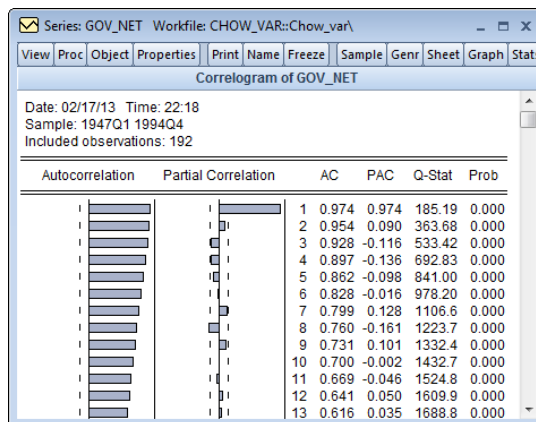 Series: GOV_NET Workfile: CHOW_VAR::Chow_var\
View Proc Object Properties Print Name Freeze Sample Genr Sheet Graph Stat
Correlogram of GOV_NET
Date: 02/17/13 Time: 22:18
Sample: 1947Q1 1994Q4
Included observations: 192
Autocorrelation Partial Correlation AC PAC Q-Stat Prob
1 0.974 0.974 185.19 0.000
2 0.954 0.090 363.68 0.000
3 0.928 -0.116 533.42 0.000
4 0.897 -0.136 692.83 0.000
5 0.862 -0.098 841.00 0.000
6 0.828 -0.016 978.20 0.000
7 0.799 0.128 1106.6 0.000
8 0.760 -0.161 1223.7 0.000
9 0.731 0.101 1332.4 0.000
10 0.700 -0.002 1432.7 0.000
11 0.669 -0.046 1524.8 0.000
12 0.641 0.050 1609.9 0.000
13 0.616 0.035 1688.8 0.000